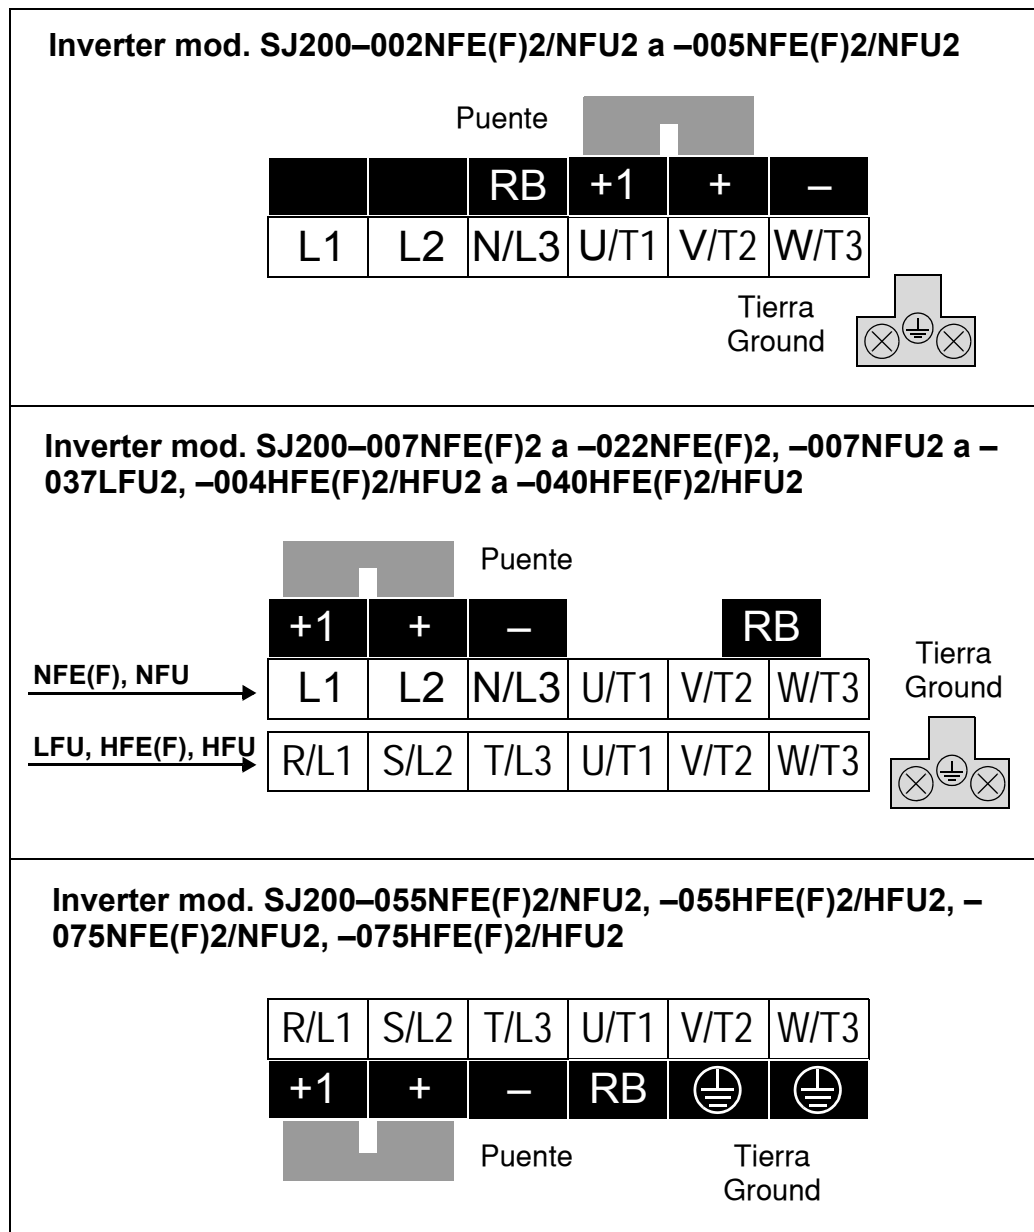 Inverter mod. SJ200–002NFE(F)2/NFU2 a –005NFE(F)2/NFU2
Puente
RB +1 + –
L1 L2 N/L3 U/T1 V/T2 W/T3
Tierra
Ground
Inverter mod. SJ200–007NFE(F)2 a –022NFE(F)2, –007NFU2 a –
037LFU2, –004HFE(F)2/HFU2 a –040HFE(F)2/HFU2
Puente
+1 + – RB
NFE(F), NFU
L1 L2 N/L3 U/T1 V/T2 W/T3
Tierra
Ground
LFU, HFE(F), HFU
R/L1 S/L2 T/L3 U/T1 V/T2 W/T3
Inverter mod. SJ200–055NFE(F)2/NFU2, –055HFE(F)2/HFU2, –
075NFE(F)2/NFU2, –075HFE(F)2/HFU2
R/L1 S/L2 T/L3 U/T1 V/T2 W/T3
+1 + – RB
Puente
Tierra
Ground